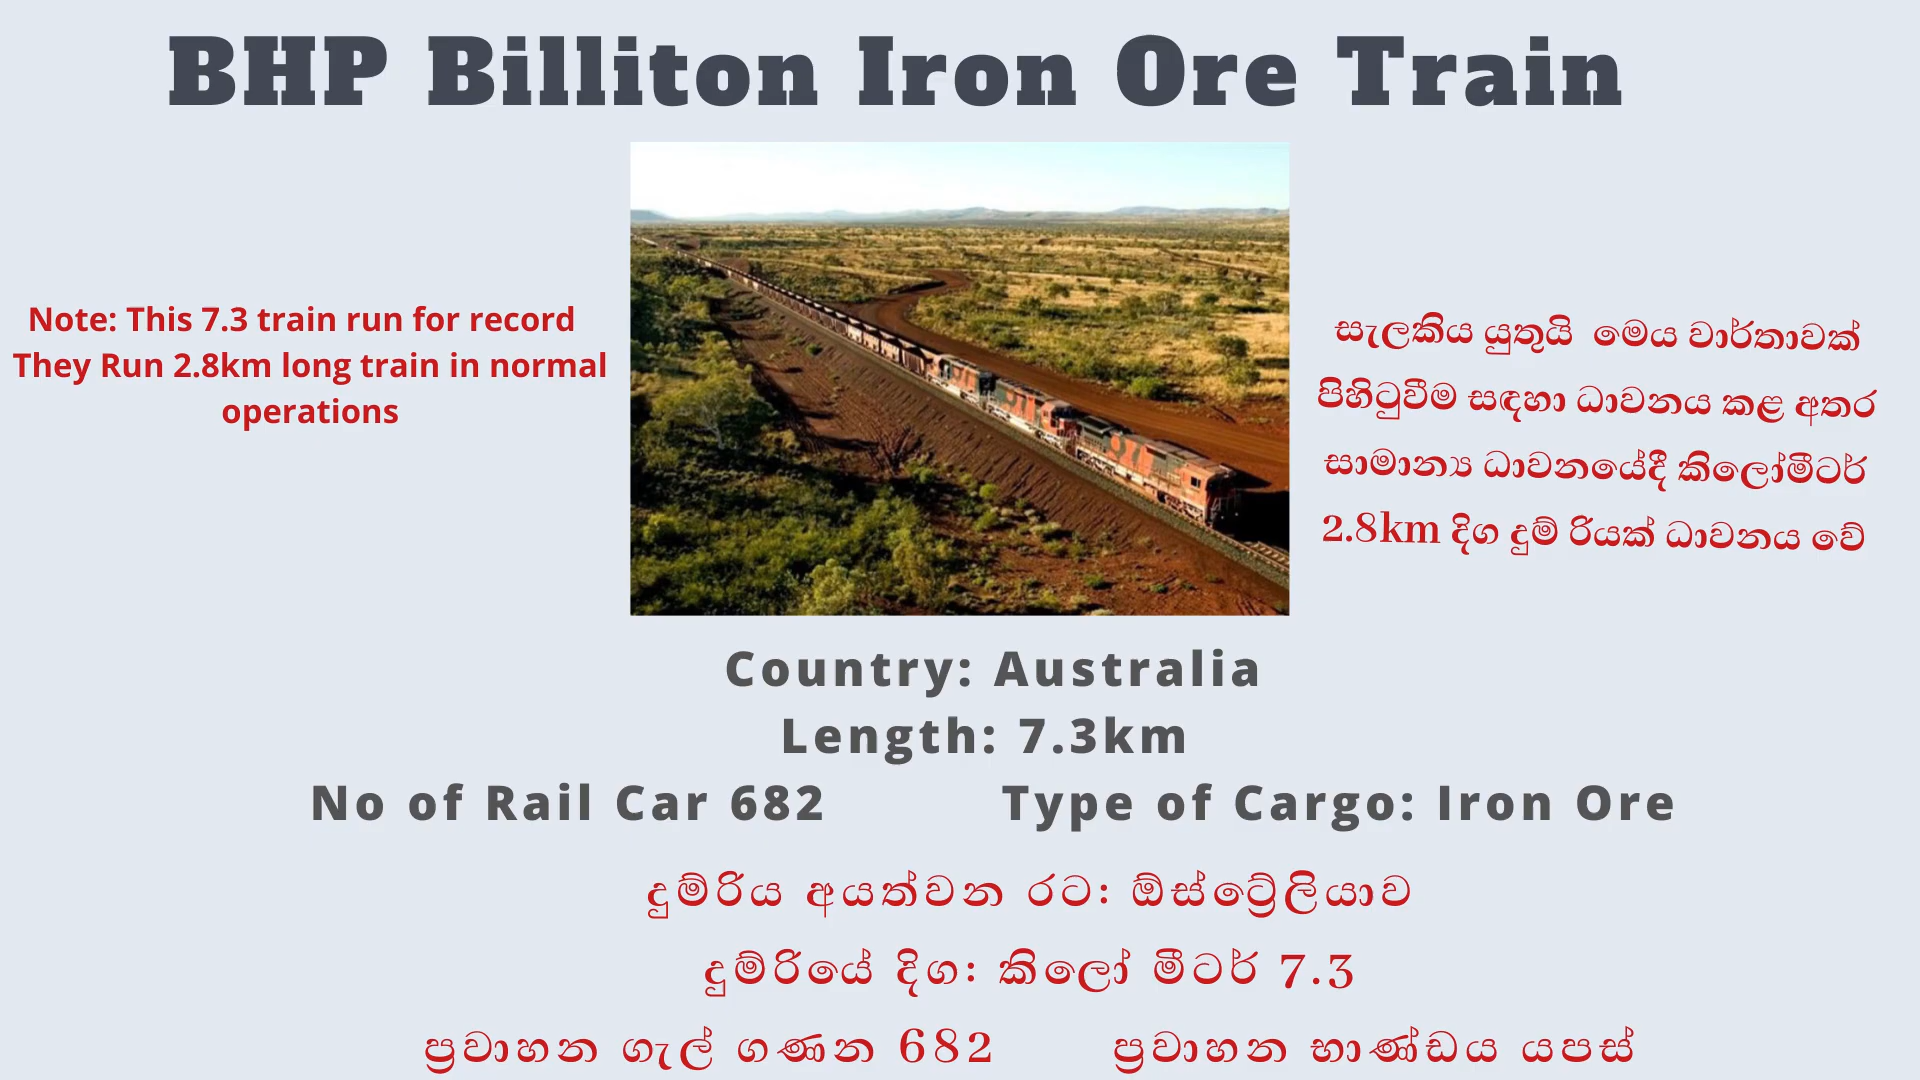 BHP Billiton Iron Ore Train
Note: This 7.3 train run for record
They Run 2.8km long train in normal
operations
සැලකිය යුතුයි මෙය වාර්තාවක්
පිහිටුවීම සඳහා ධාවනය කළ අතර
සාමාන්‍ය ධාවනයේදී කිලෝමීටර්
2.8km දිග දුම් රියක් ධාවනය වේ
Country: Australia
Length: 7.3km
No of Rail Car 682 Type of Cargo: Iron Ore
දුම්රිය අයත්වන රට: ඕස්ට්‍රේලියාව
දුම්රියේ දිග: කිලෝ මීටර් 7.3
ප්‍රවාහන ගැල් ගණන 682 ප්‍රවාහන භාණ්ඩය යපස්